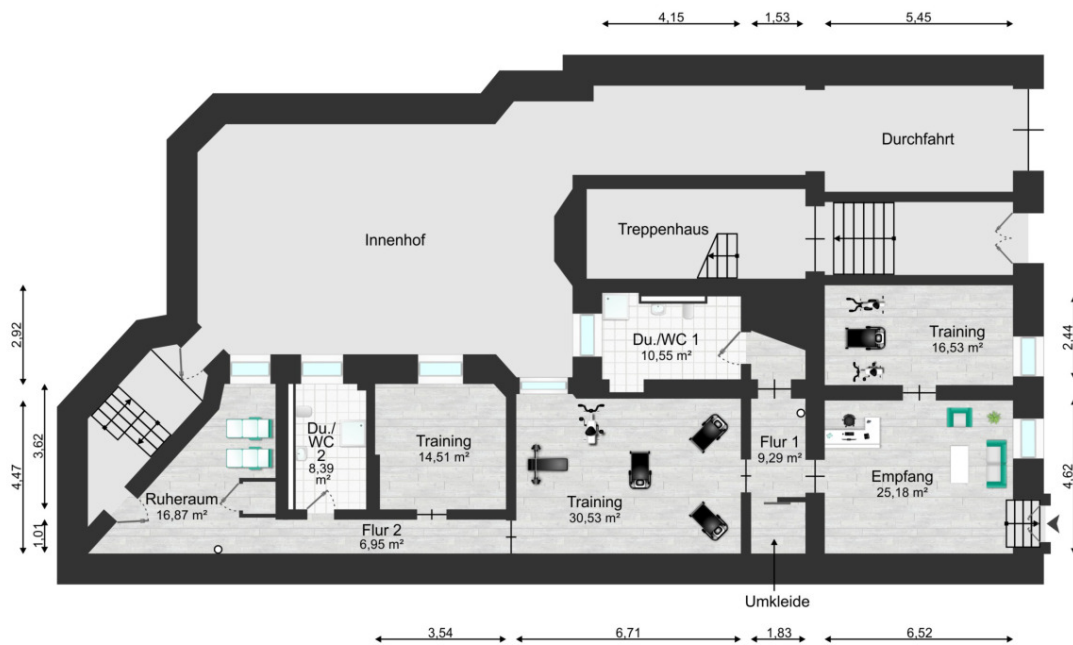 4,15
1,53
5,45
Durchfahrt
Treppenhaus
Innenhof
2,92
2,44
Du./WC 1
10,55 m²
Training
16,53 m²
3,62
4,47
1,01
Du./
WC
2
8,39
m²
Training
14,51 m²
Flur 1
9,29 m²
Empfang
25,18 m²
4,62
Ruheraum
16,87 m²
Training
30,53 m²
Flur 2
6,95 m²
Umkleide
3,54
6,71
1,83
6,52